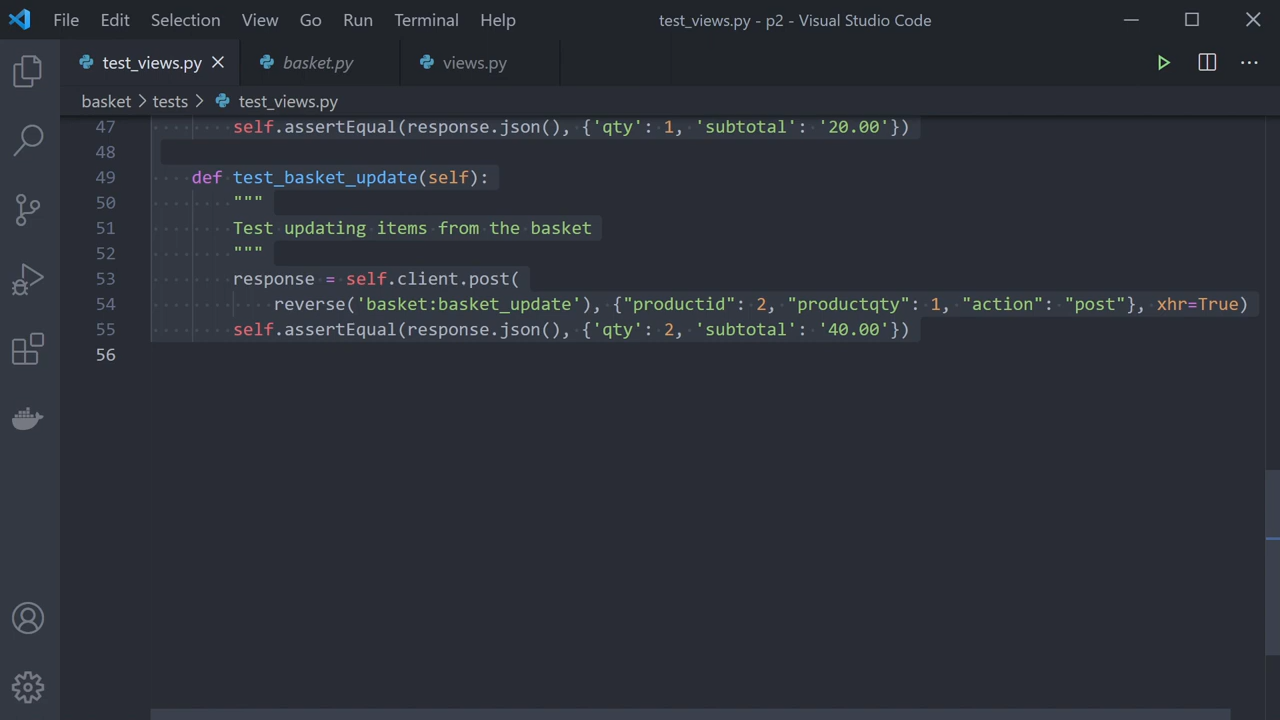 File Edit Selection View Go Run Terminal Help test_views.py - p2 - Visual Studio Code
test_views.py basket.py views.py
basket > tests > test_views.py
47 self.assertEqual(response.json(), {'qty': 1, 'subtotal': '20.00'})
48
49 def test_basket_update(self):
50 """
51 Test updating items from the basket
52 """
53 response = self.client.post(
54 reverse('basket:basket_update'), {"productid": 2, "productqty": 1, "action": "post"}, xhr=True)
55 self.assertEqual(response.json(), {'qty': 2, 'subtotal': '40.00'})
56